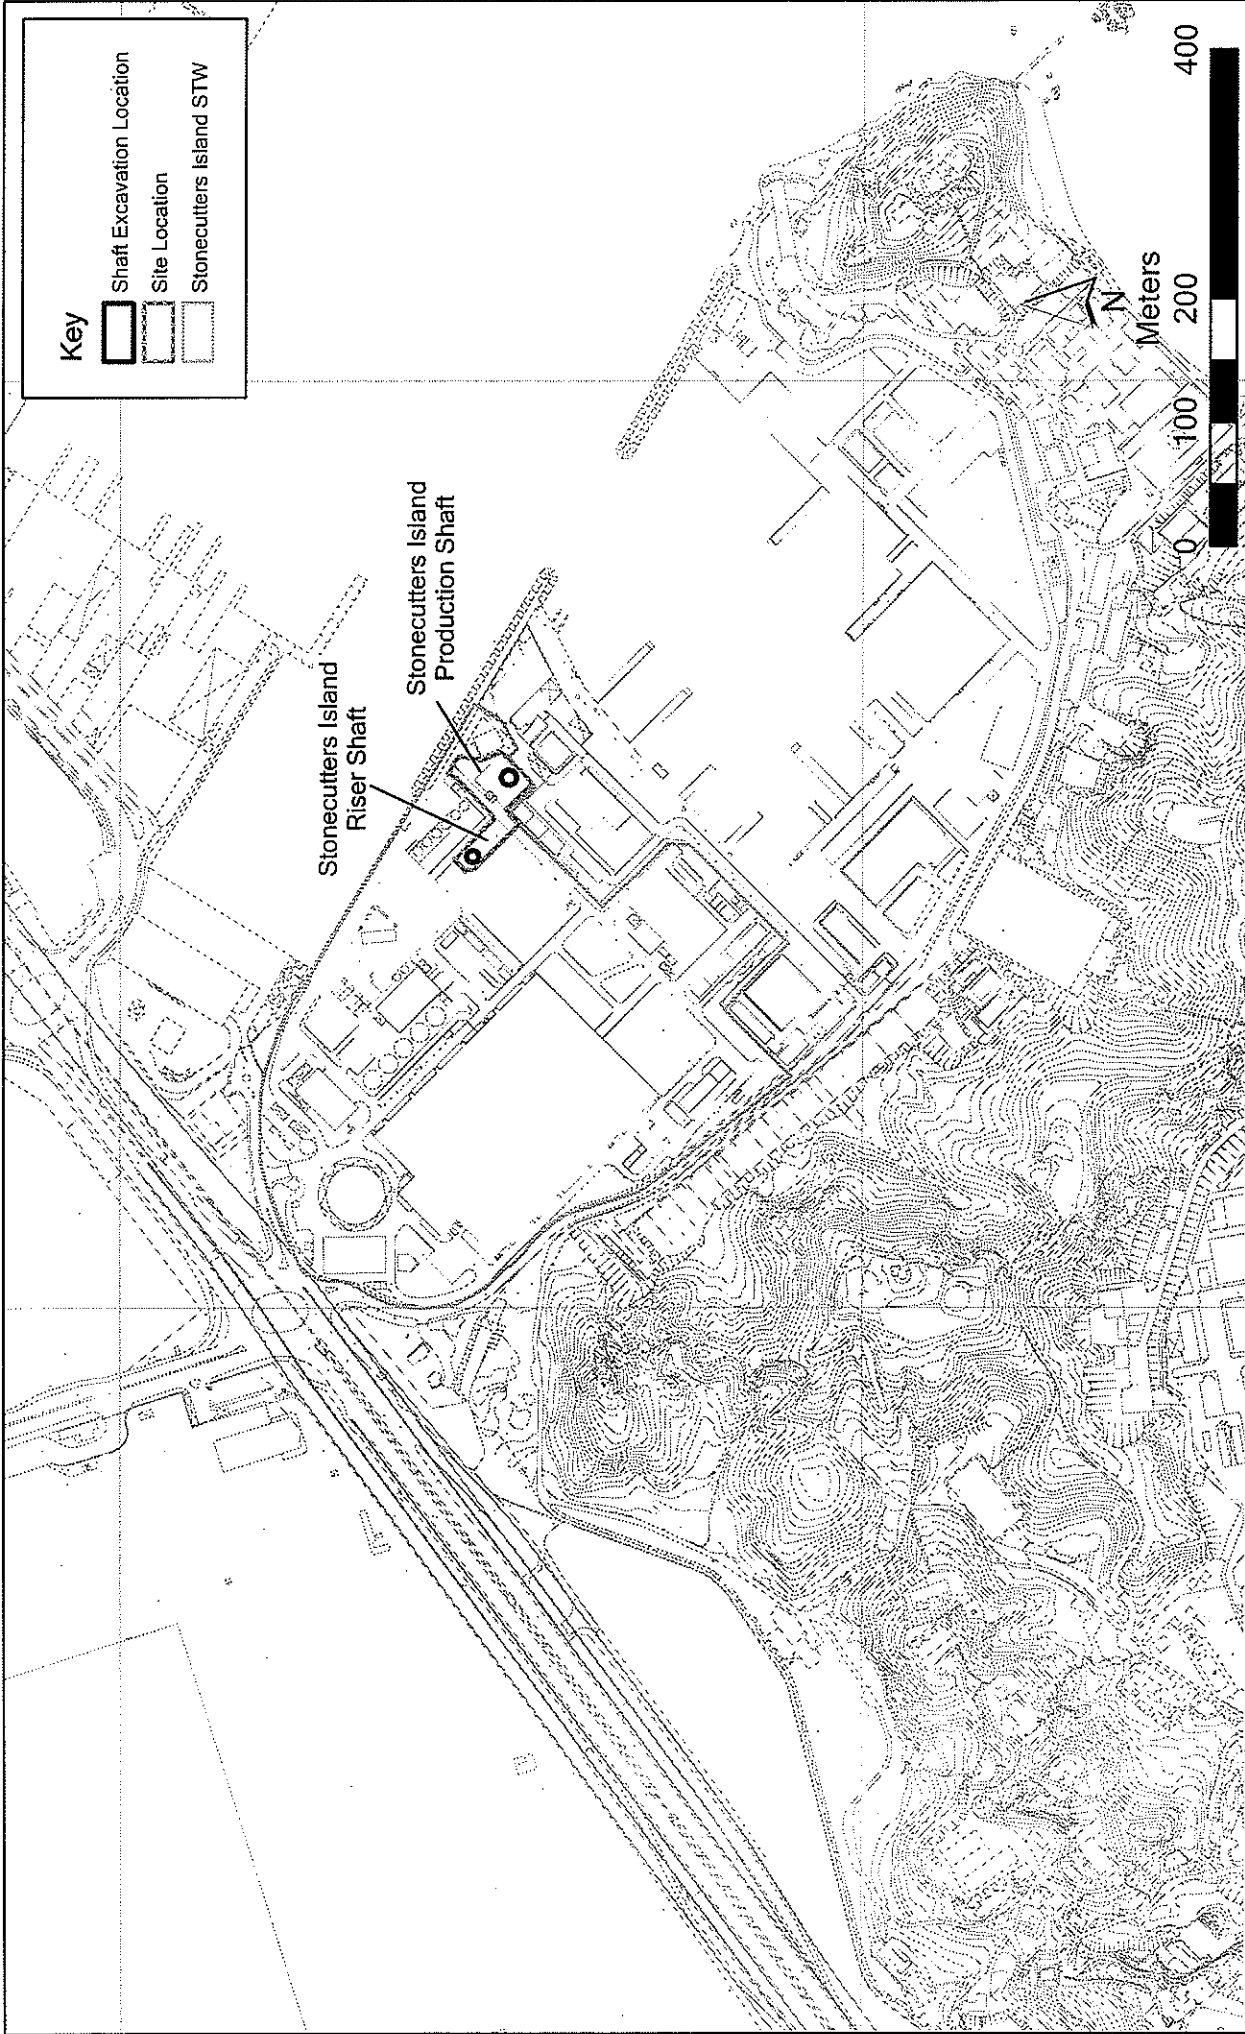 Key
Shaft Excavation Location
Site Location
Stonecutters Island STW
Stonecutters Island
Riser Shaft
Stonecutters Island
Production Shaft
N
Meters
0 100 200 400